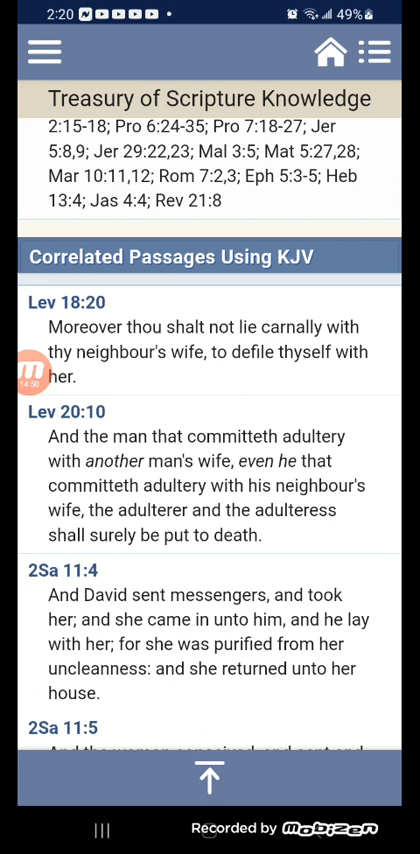 2:20 49%
Treasury of Scripture Knowledge
2:15-18; Pro 6:24-35; Pro 7:18-27; Jer
5:8,9; Jer 29:22,23; Mal 3:5; Mat 5:27,28;
Mar 10:11,12; Rom 7:2,3; Eph 5:3-5; Heb
13:4; Jas 4:4; Rev 21:8
Correlated Passages Using KJV
Lev 18:20
Moreover thou shalt not lie carnally with
thy neighbour's wife, to defile thyself with
her.
14:50
Lev 20:10
And the man that committeth adultery
with another man's wife, even he that
committeth adultery with his neighbour's
wife, the adulterer and the adulteress
shall surely be put to death.
2Sa 11:4
And David sent messengers, and took
her; and she came in unto him, and he lay
with her; for she was purified from her
uncleanness: and she returned unto her
house.
2Sa 11:5
Recorded by mobizen